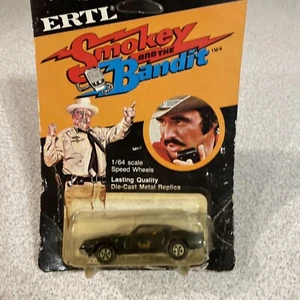 ERTL
Smokey
AND THE
Bandit
TM®
1/64 scale
Speed Wheels
Lasting Quality
Die-Cast Metal Replica